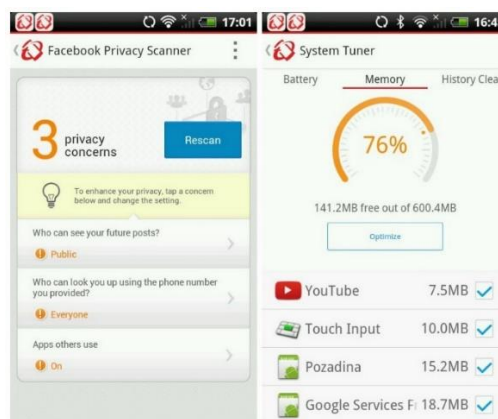 17:01
Facebook Privacy Scanner
3 privacy
concerns
Rescan
To enhance your privacy, tap a concern
below and change the setting.
Who can see your future posts?
Public
Who can look you up using the phone number
you provided?
Everyone
Apps others use
On
16:4
System Tuner
Battery Memory History Clea
76%
141.2MB free out of 600.4MB
Optimize
YouTube 7.5MB
Touch Input 10.0MB
Pozadina 15.2MB
Google Services F 18.7MB